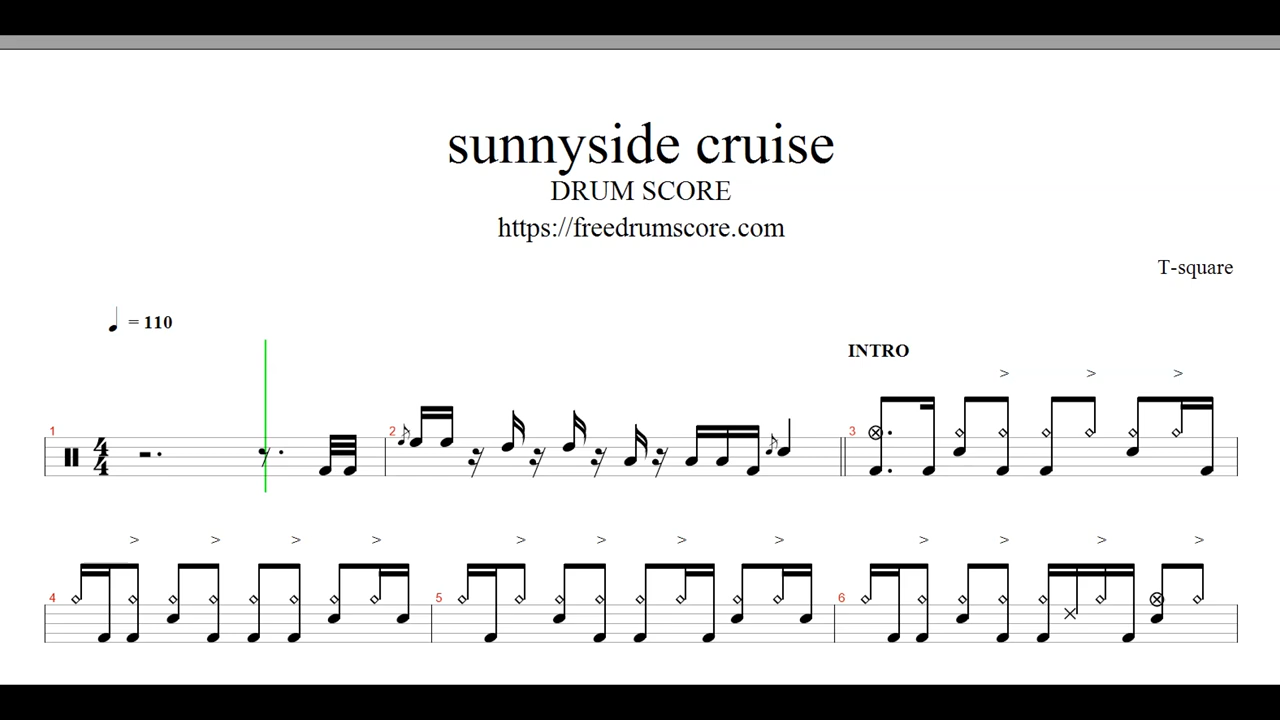 sunnyside cruise
DRUM SCORE
https://freedrumscore.com
T-square
= 110
INTRO
1
4
4
2
3
4
5
6